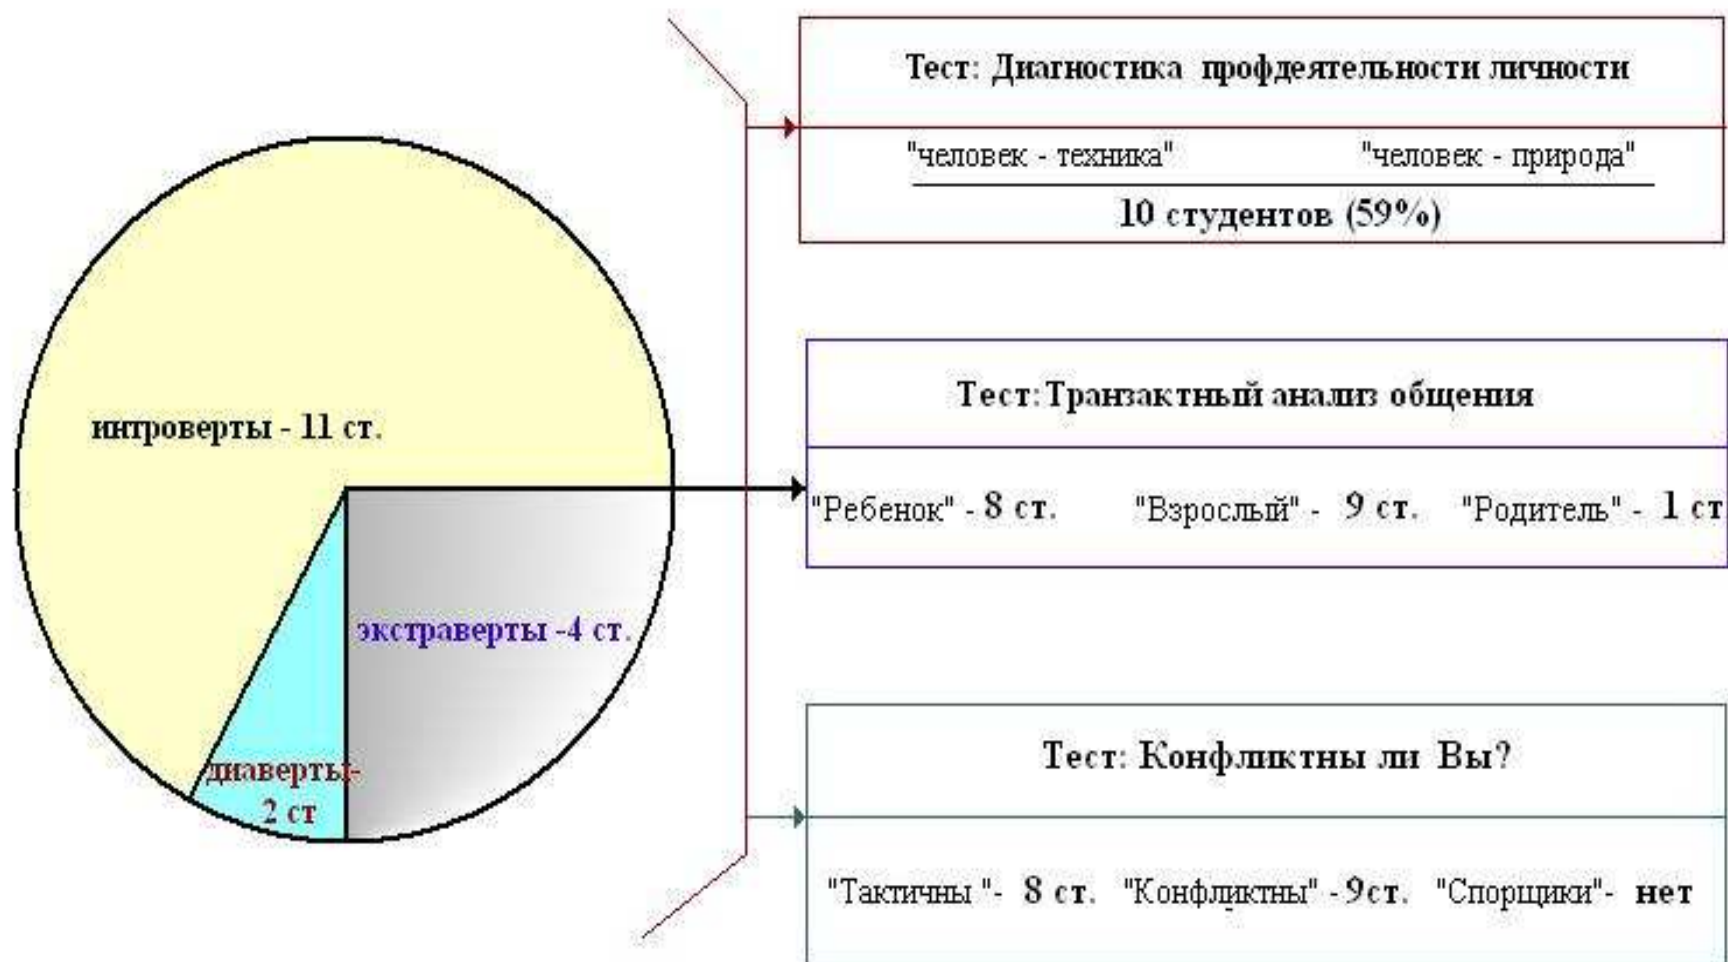 интроверты - 11 ст.
экстраверты -4 ст.
диаверты-
2 ст
Тест: Диагностика профдеятельности личности
"человек - техника" "человек - природа"
10 студентов (59%)
Тест:Транзактный анализ общения
"Ребенок" - 8 ст. "Взрослый" - 9 ст. "Родитель" - 1 ст
Тест: Конфликтны ли Вы?
"Тактичны "- 8 ст. "Конфликтны" -9ст. "Спорщики"- нет